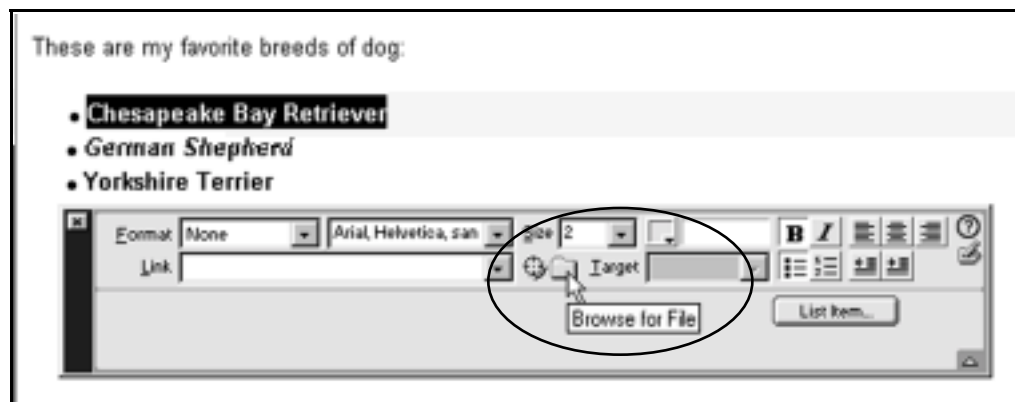 These are my favorite breeds of dog:
• Chesapeake Bay Retriever
• German Shepherd
• Yorkshire Terrier
Format None Arial, Helvetica, san Size 2 B I
Link Target
Browse for File List Item...